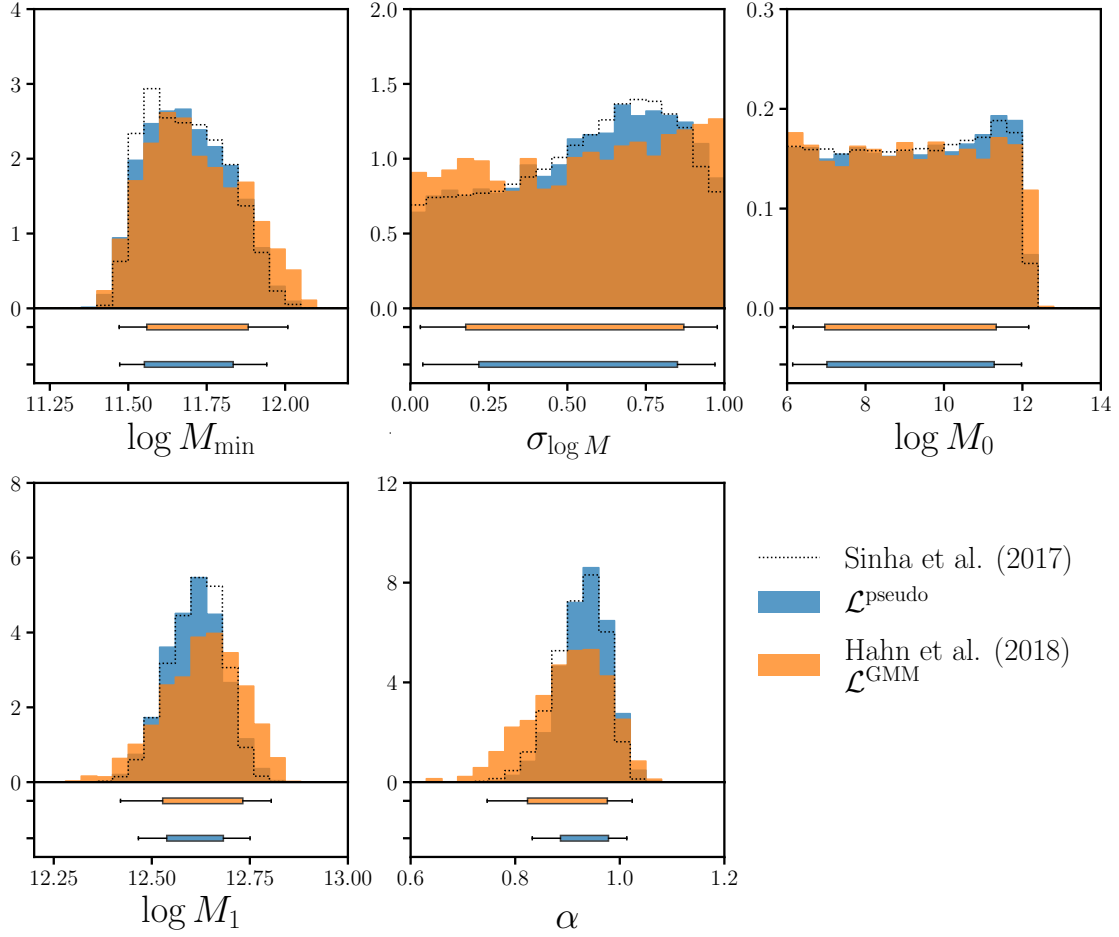 4
3
2
1
0
11.25 11.50 11.75 12.00
log M_min
2.0
1.5
1.0
0.5
0.0
0.00 0.25 0.50 0.75 1.00
σ_log M
0.3
0.2
0.1
0.0
6 8 10 12 14
log M_0
8
6
4
2
0
12.25 12.50 12.75 13.00
log M_1
12
8
4
0
0.6 0.8 1.0 1.2
α
Sinha et al. (2017)
𝓛^pseudo
Hahn et al. (2018)
𝓛^GMM